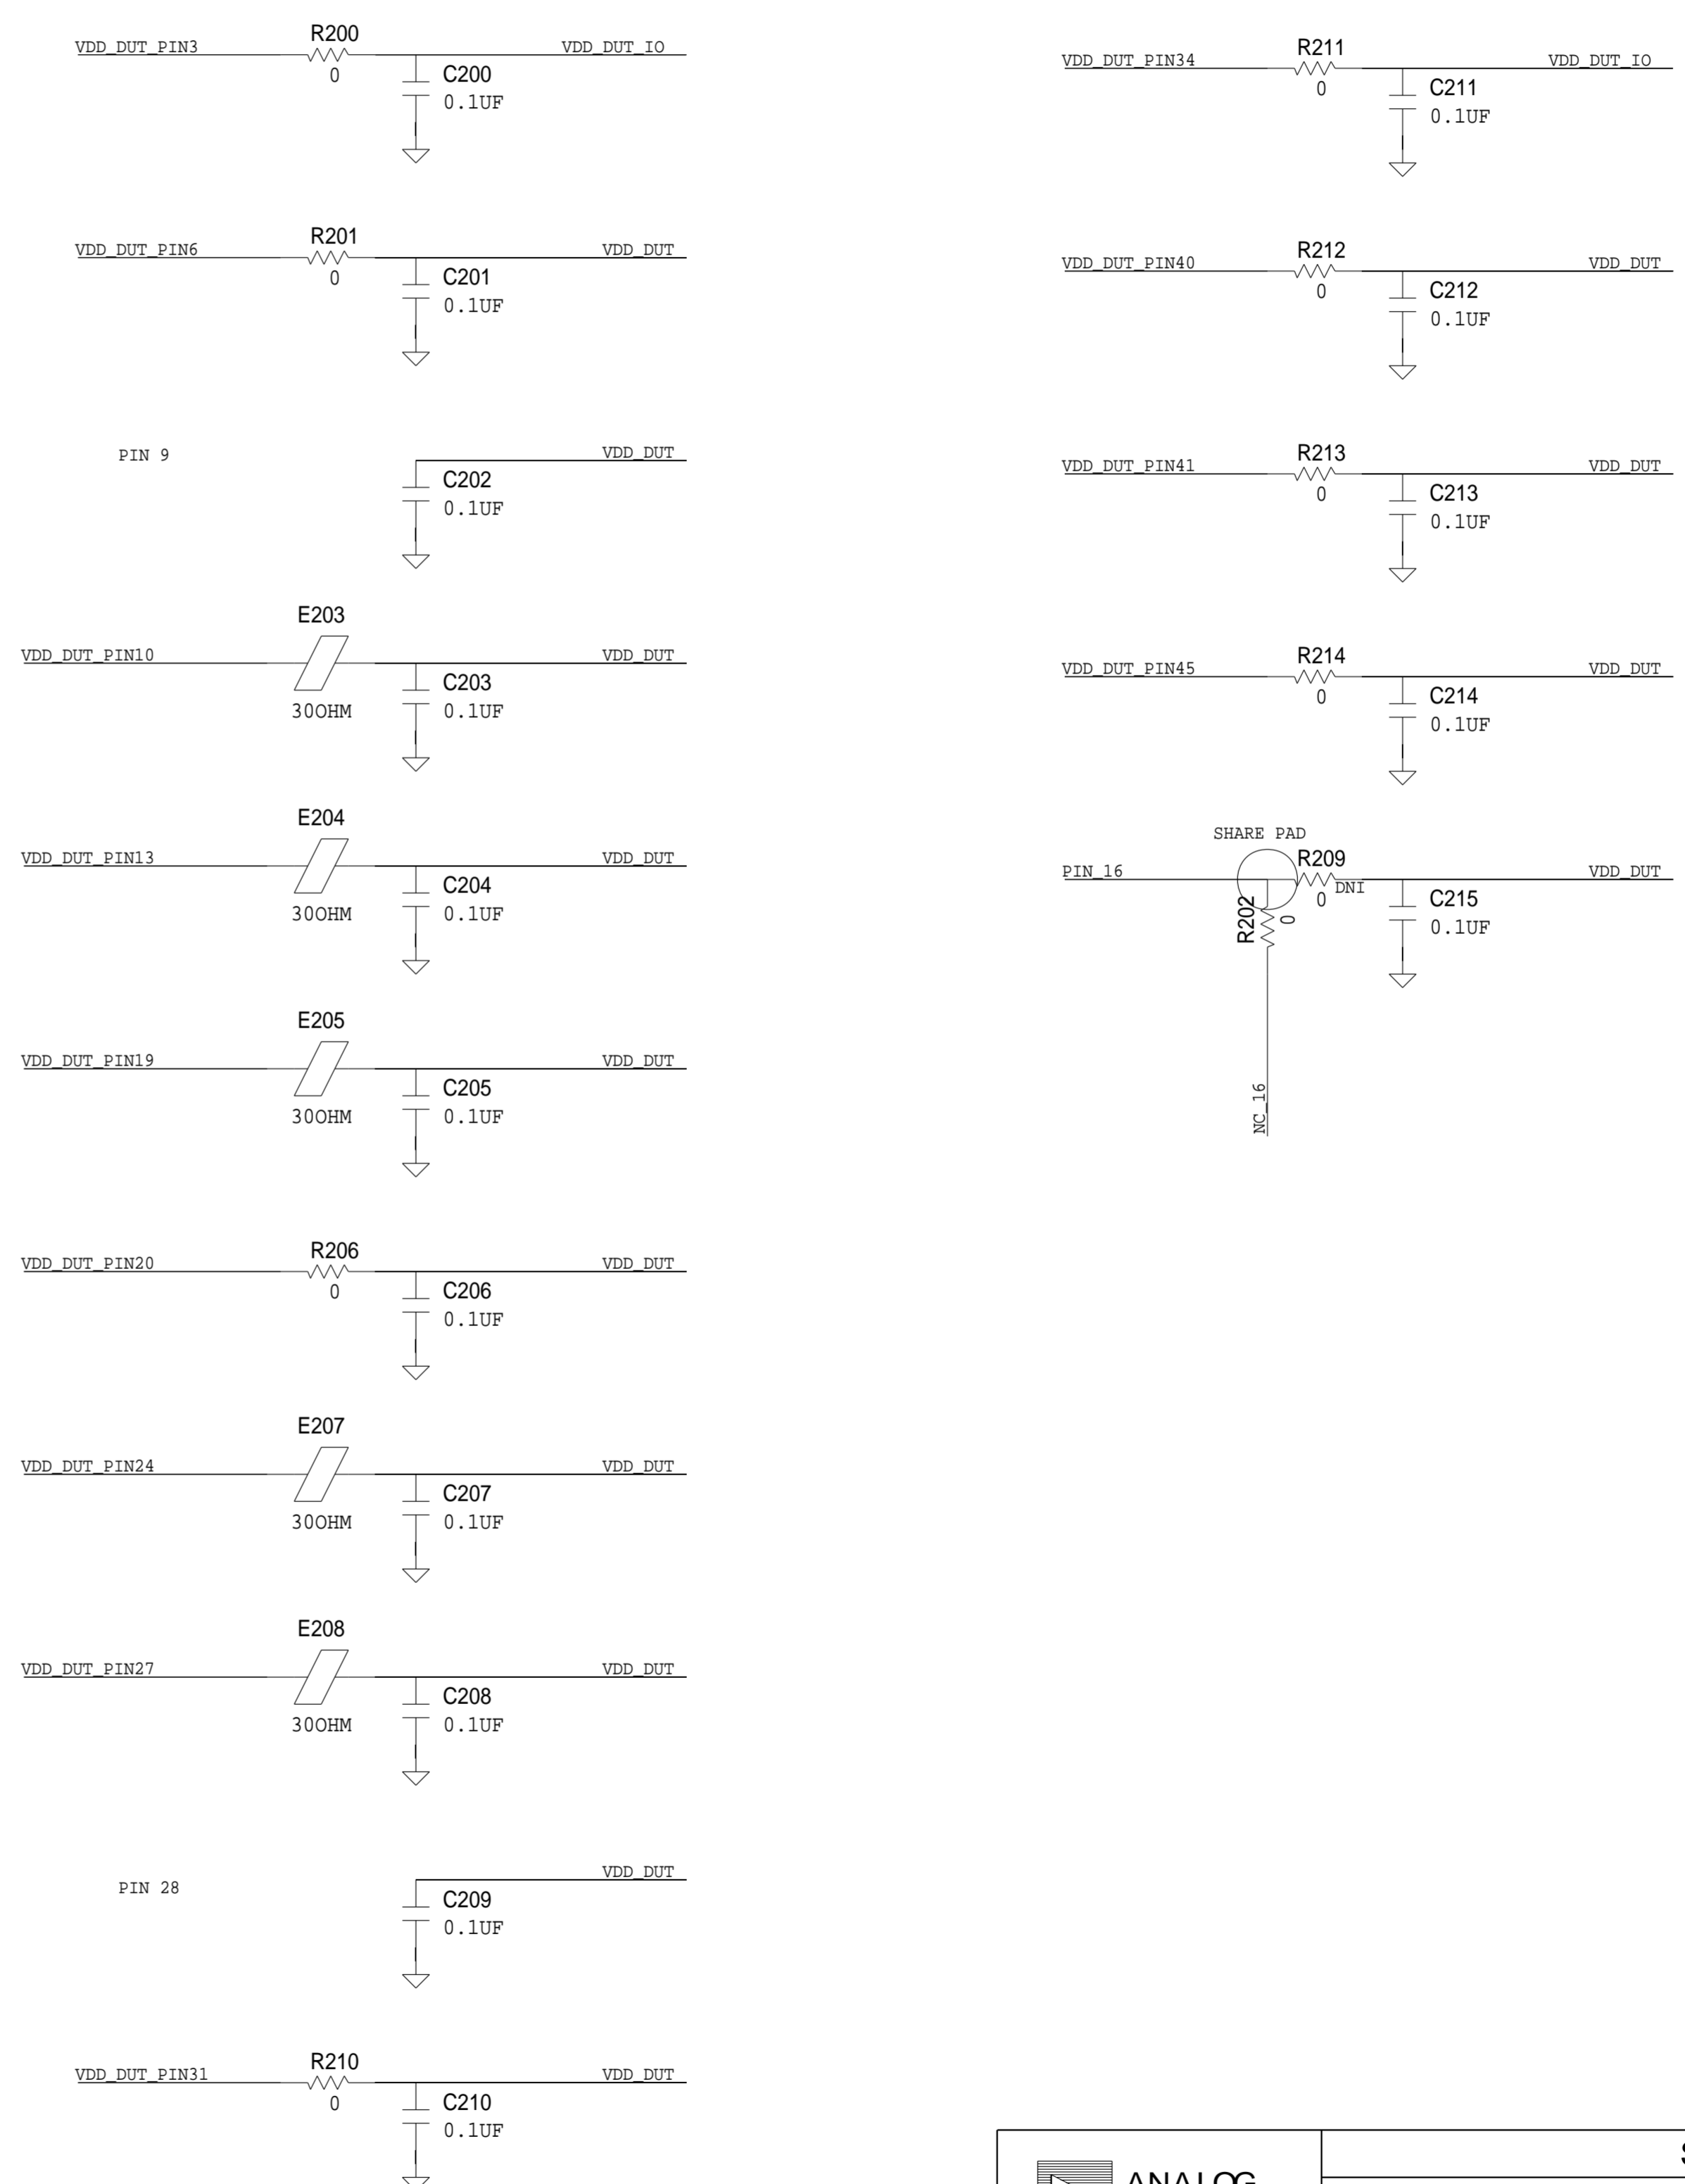 R200
VDD_DUT_PIN3
VDD_DUT_IO
0
C200
0.1UF
R201
VDD_DUT_PIN6
VDD_DUT
0
C201
0.1UF
PIN 9
VDD_DUT
C202
0.1UF
E203
VDD_DUT_PIN10
VDD_DUT
30OHM
C203
0.1UF
E204
VDD_DUT_PIN13
VDD_DUT
30OHM
C204
0.1UF
E205
VDD_DUT_PIN19
VDD_DUT
30OHM
C205
0.1UF
R206
VDD_DUT_PIN20
VDD_DUT
0
C206
0.1UF
E207
VDD_DUT_PIN24
VDD_DUT
30OHM
C207
0.1UF
E208
VDD_DUT_PIN27
VDD_DUT
30OHM
C208
0.1UF
PIN 28
VDD_DUT
C209
0.1UF
R210
VDD_DUT_PIN31
VDD_DUT
0
C210
0.1UF
R211
VDD_DUT_PIN34
VDD_DUT_IO
0
C211
0.1UF
R212
VDD_DUT_PIN40
VDD_DUT
0
C212
0.1UF
R213
VDD_DUT_PIN41
VDD_DUT
0
C213
0.1UF
R214
VDD_DUT_PIN45
VDD_DUT
0
C214
0.1UF
SHARE PAD
R209
PIN_16
VDD_DUT
DNI
0
C215
0.1UF
R202
0
NC_16
ANALOG